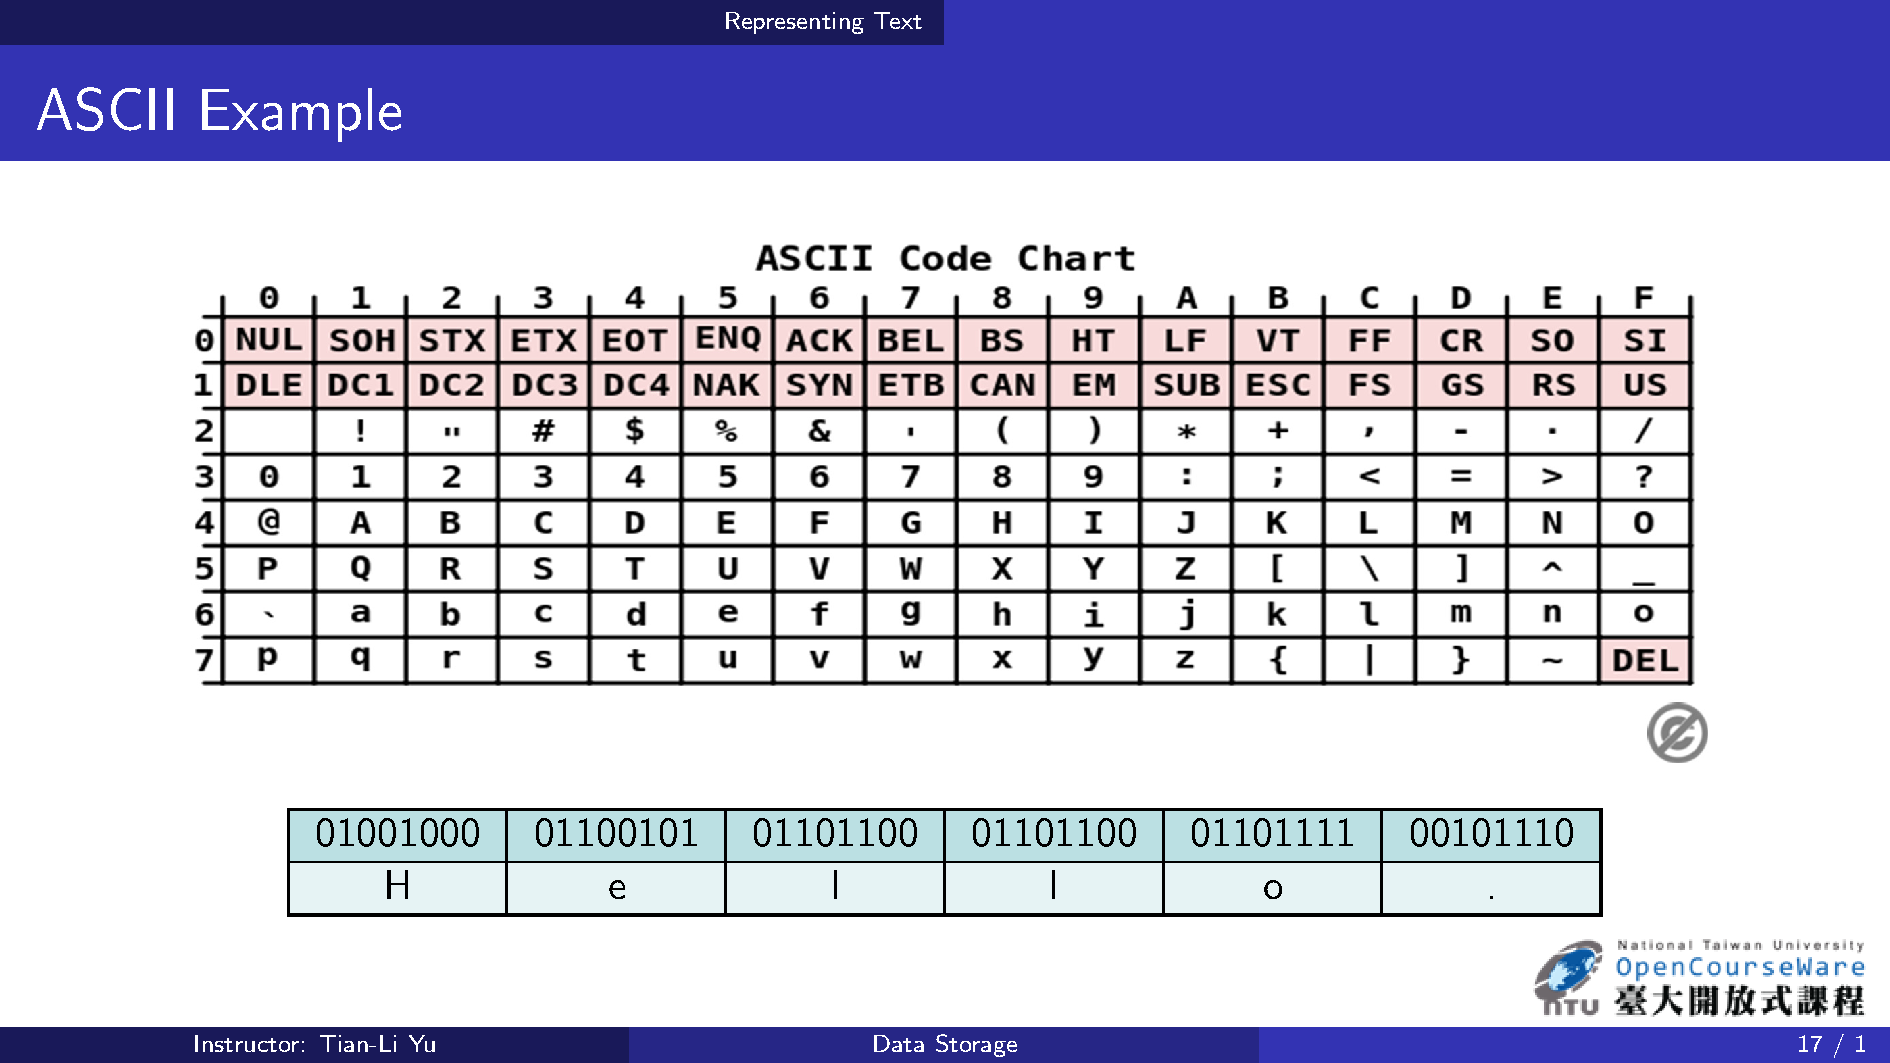 Representing Text
ASCII Example
ASCII Code Chart
0 1 2 3 4 5 6 7 8 9 A B C D E F
0 NUL SOH STX ETX EOT ENQ ACK BEL BS HT LF VT FF CR SO SI
1 DLE DC1 DC2 DC3 DC4 NAK SYN ETB CAN EM SUB ESC FS GS RS US
2 ! " # $ % & ' ( ) * + , - . /
3 0 1 2 3 4 5 6 7 8 9 : ; < = > ?
4 @ A B C D E F G H I J K L M N O
5 P Q R S T U V W X Y Z [ \ ] ^ _
6 ` a b c d e f g h i j k l m n o
7 p q r s t u v w x y z { | } ~ DEL
01001000 01100101 01101100 01101100 01101111 00101110
H e l l o .
National Taiwan University
OpenCourseWare
NTU 臺大開放式課程
Instructor: Tian-Li Yu Data Storage 17 / 1